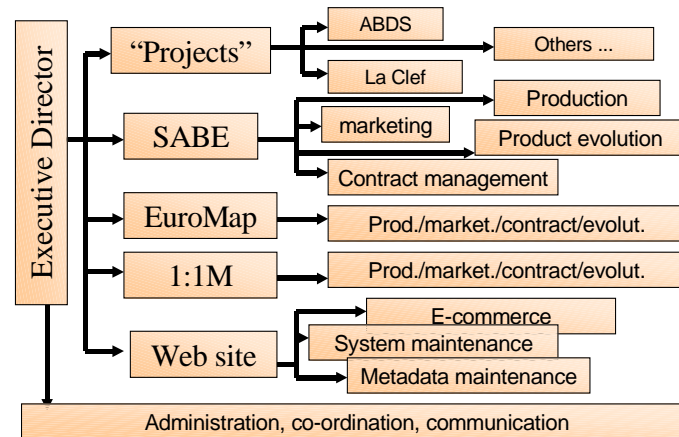 Executive Director
“Projects”
ABDS
Others ...
La Clef
SABE
Production
marketing
Product evolution
Contract management
EuroMap
Prod./market./contract/evolut.
1:1M
Prod./market./contract/evolut.
Web site
E-commerce
System maintenance
Metadata maintenance
Administration, co-ordination, communication